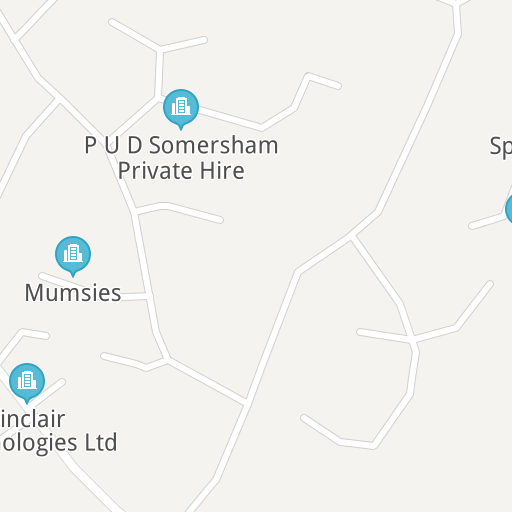 P U D Somersham
Private Hire
Sp
Mumsies
inclair
ologies Ltd